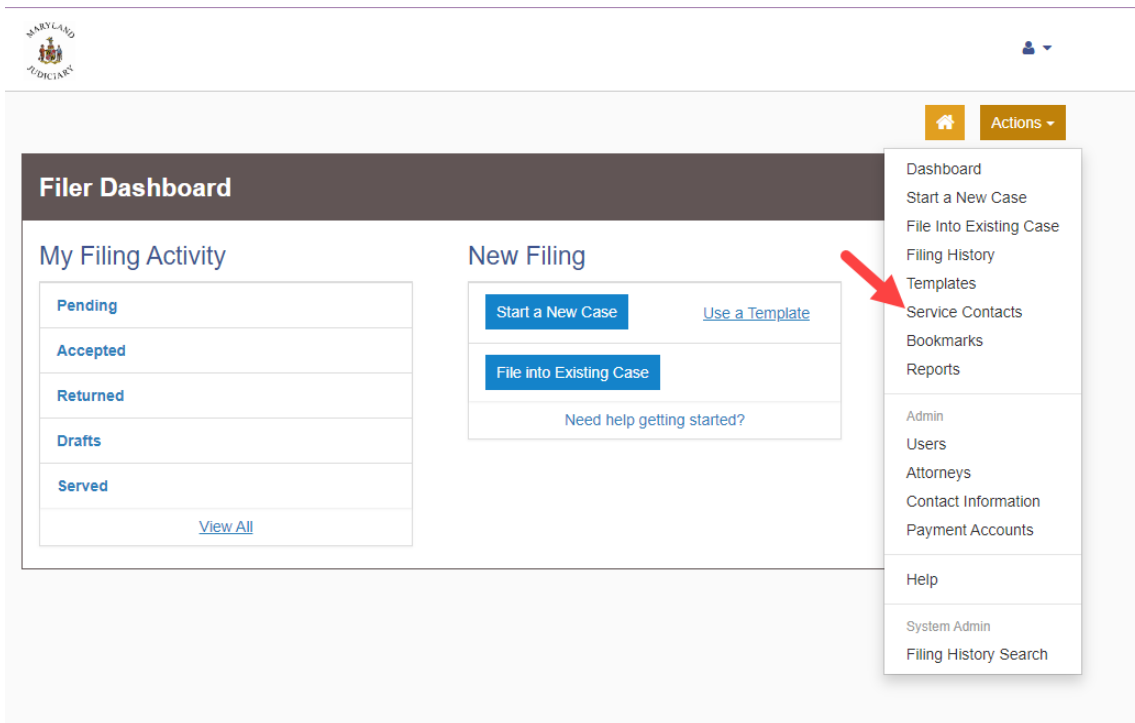 MARYLAND
JUDICIARY
Actions
Filer Dashboard
My Filing Activity
Pending
Accepted
Returned
Drafts
Served
View All
New Filing
Start a New Case
Use a Template
File into Existing Case
Need help getting started?
Dashboard
Start a New Case
File Into Existing Case
Filing History
Templates
Service Contacts
Bookmarks
Reports
Admin
Users
Attorneys
Contact Information
Payment Accounts
Help
System Admin
Filing History Search